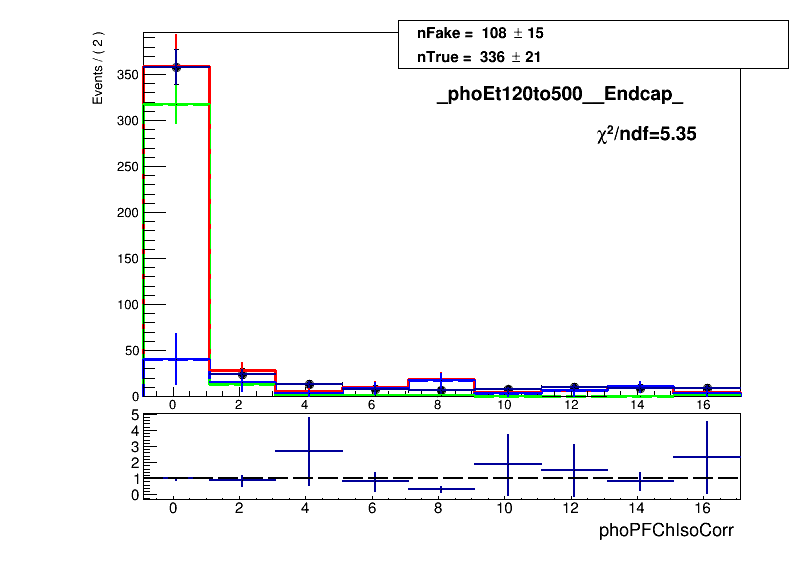 nFake = 108 ± 15
nTrue = 336 ± 21
_phoEt120to500__Endcap_
χ²/ndf=5.35
Events / ( 2 )
350
300
250
200
150
100
50
0
0 2 4 6 8 10 12 14 16
5
4
3
2
1
0
0 2 4 6 8 10 12 14 16
phoPFChIsoCorr